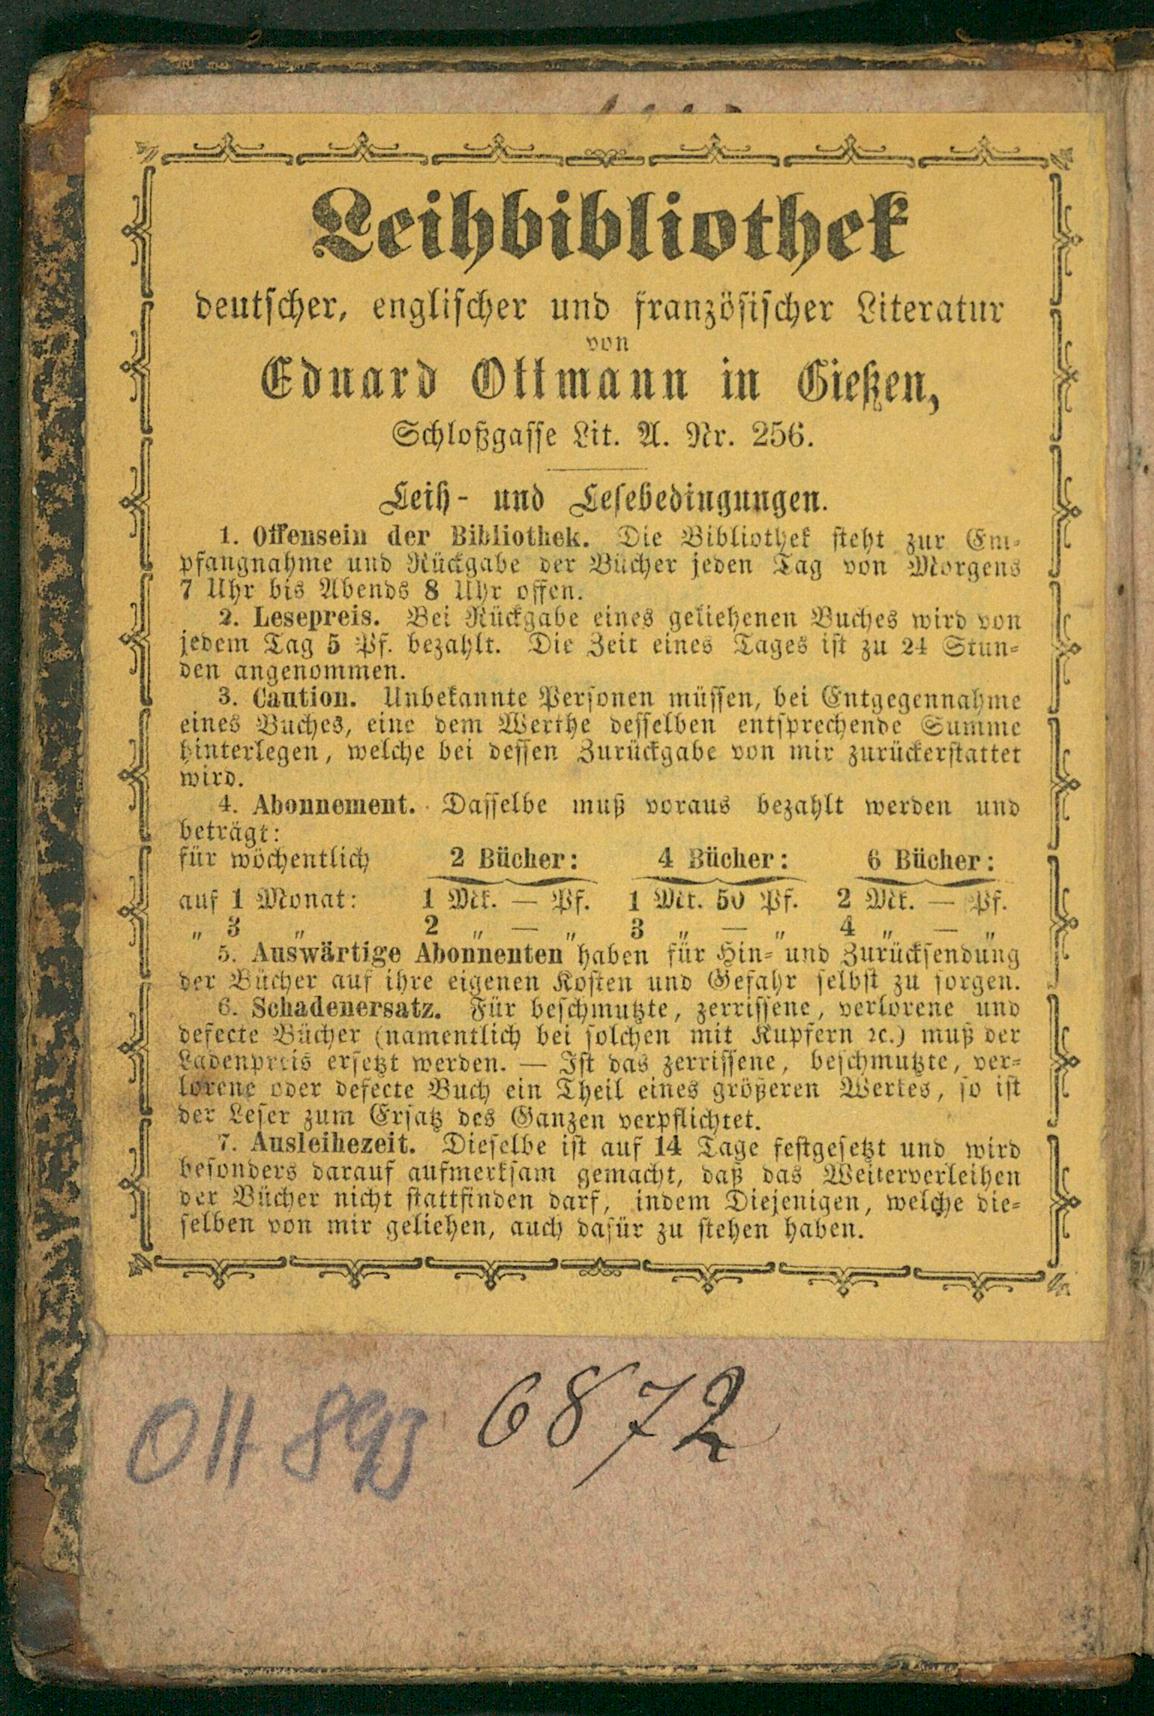 Leihbibliothek
deutscher, englischer und französischer Literatur
von
Eduard Ottmann in Gießen,
Schloßgasse Lit. A. Nr. 256.
Leih- und Lesebedingungen.
1. Offensein der Bibliothek. Die Bibliothek steht zur Em-
pfangnahme und Rückgabe der Bücher jeden Tag von Morgens
7 Uhr bis Abends 8 Uhr offen.
2. Lesepreis. Bei Rückgabe eines geliehenen Buches wird von
jedem Tag 5 Pf. bezahlt. Die Zeit eines Tages ist zu 24 Stun-
den angenommen.
3. Caution. Unbekannte Personen müssen, bei Entgegennahme
eines Buches, eine dem Werthe desselben entsprechende Summe
hinterlegen, welche bei dessen Zurückgabe von mir zurückerstattet
wird.
4. Abonnement. Dasselbe muß voraus bezahlt werden und
beträgt:
für wöchentlich 2 Bücher: 4 Bücher: 6 Bücher:
auf 1 Monat: 1 Mk. — Pf. 1 Mk. 50 Pf. 2 Mk. — Pf.
„ 3 „ 2 „ — „ 3 „ — „ 4 „ — „
5. Auswärtige Abonnenten haben für Hin- und Zurücksendung
der Bücher auf ihre eigenen Kosten und Gefahr selbst zu sorgen.
6. Schadenersatz. Für beschmutzte, zerrissene, verlorene und
defecte Bücher (namentlich bei solchen mit Kupfern ꝛc.) muß der
Ladenpreis ersetzt werden. — Ist das zerrissene, beschmutzte, ver-
lorene oder defecte Buch ein Theil eines größeren Werkes, so ist
der Leser zum Ersatz des Ganzen verpflichtet.
7. Ausleihezeit. Dieselbe ist auf 14 Tage festgesetzt und wird
besonders darauf aufmerksam gemacht, daß das Weiterverleihen
der Bücher nicht stattfinden darf, indem Diejenigen, welche die-
selben von mir geliehen, auch dafür zu stehen haben.
6872